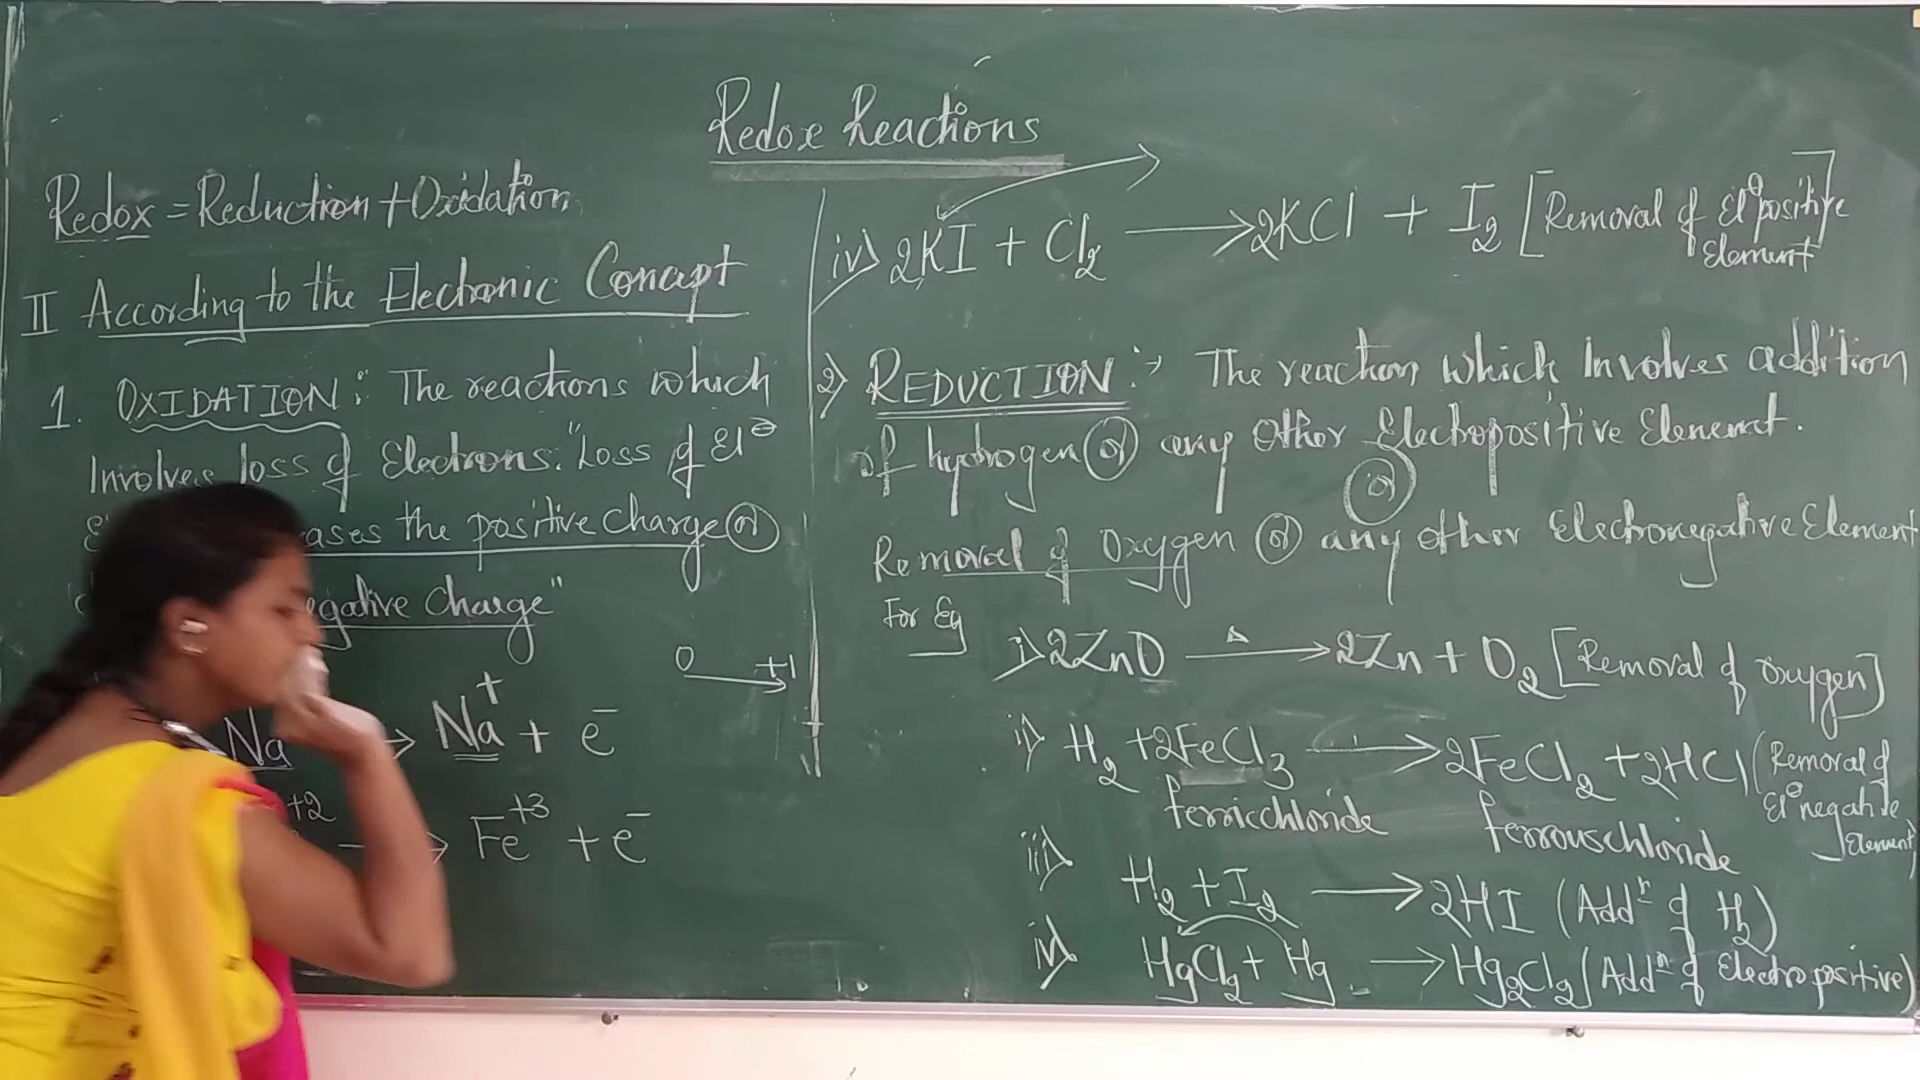 Redox Reactions
Redox = Reduction + Oxidation
II According to the Electronic Concept
1. OXIDATION : The reactions which
Involves loss of Electrons. "Loss of El⊖
ases the positive charge or
egative charge"
0 → +1
Na → Na⁺ + e⁻
+2 → Fe⁺³ + e⁻
iv) 2KI + Cl₂ → 2KCl + I₂ [Removal of El⊕positive
Element]
2) REDUCTION :- The reaction which Involves addition
of hydrogen or any other Electropositive Element.
or
Removal of Oxygen or any other Electronegative Element
For Eg
i) 2ZnO —Δ→ 2Zn + O₂ [Removal of oxygen]
ii) H₂ + 2FeCl₃ → 2FeCl₂ + 2HCl (Removal of
El⊖negative
Element)
ferricchloride ferrouschloride
iii) H₂ + I₂ → 2HI (Addⁿ of H₂)
iv) HgCl₂ + Hg → Hg₂Cl₂ (Addⁿ of Electropositive)